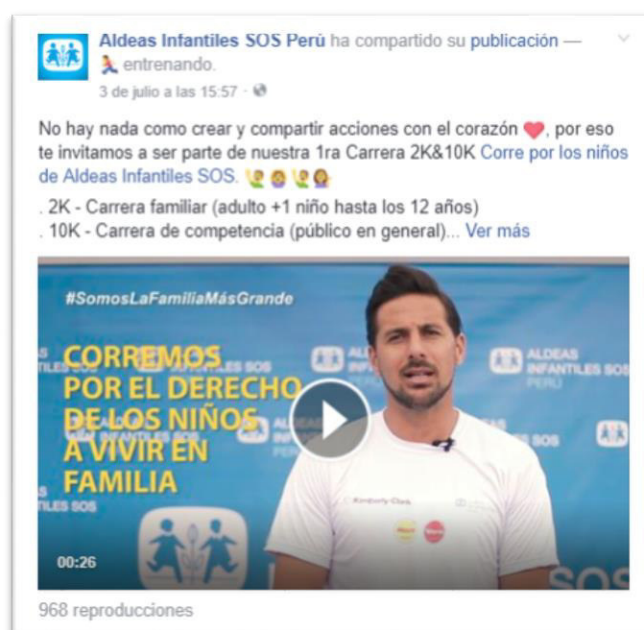 Aldeas Infantiles SOS Perú ha compartido su publicación —
entrenando.
3 de julio a las 15:57
No hay nada como crear y compartir acciones con el corazón ❤️, por eso
te invitamos a ser parte de nuestra 1ra Carrera 2K&10K Corre por los niños
de Aldeas Infantiles SOS.
. 2K - Carrera familiar (adulto +1 niño hasta los 12 años)
. 10K - Carrera de competencia (público en general)... Ver más
#SomosLaFamiliaMásGrande
CORREMOS
POR EL DERECHO
DE LOS NIÑOS
A VIVIR EN
FAMILIA
ALDEAS
INFANTILES SOS
PERÚ
Kimberly-Clark
SOS
00:26
968 reproducciones